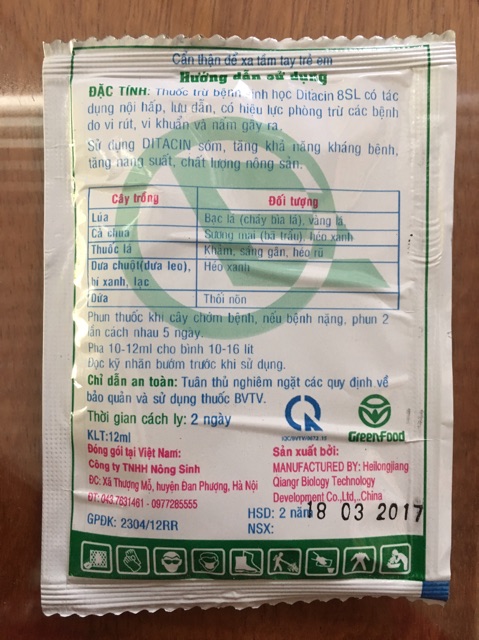 Cẩn thận để xa tầm tay trẻ em
Hướng dẫn sử dụng
ĐẶC TÍNH: Thuốc trừ bệnh sinh học Ditacin 8SL có tác
dụng nội hấp, lưu dẫn, có hiệu lực phòng trừ các bệnh
do vi rút, vi khuẩn và nấm gây ra.
Sử dụng DITACIN sớm, tăng khả năng kháng bệnh,
tăng năng suất, chất lượng nông sản.
Cây trồng Đối tượng
Lúa Bạc lá (cháy bìa lá), vàng lá
Cà chua Sương mai (bã trầu), héo xanh
Thuốc lá Khảm, sáng gân, héo rũ
Dưa chuột(dưa leo), Héo xanh
bí xanh, lạc
Dừa Thối nõn
Phun thuốc khi cây chớm bệnh, nếu bệnh nặng, phun 2
lần cách nhau 5 ngày.
Pha 10-12ml cho bình 10-16 lít
Đọc kỹ nhãn bướm trước khi sử dụng.
Chỉ dẫn an toàn: Tuân thủ nghiêm ngặt các quy định về
bảo quản và sử dụng thuốc BVTV.
Thời gian cách ly: 2 ngày
KLT:12ml
GreenFood
Đóng gói tại Việt Nam:
Công ty TNHH Nông Sinh
ĐC: Xã Thượng Mỗ, huyện Đan Phượng, Hà Nội
ĐT: 043.7631461 - 0977285555
GPĐK: 2304/12RR
Sản xuất bởi:
MANUFACTURED BY: Heilongjiang
Qiangr Biology Technology
Development Co.,Ltd,.China
HSD: 2 năm
NSX:
18 03 2017